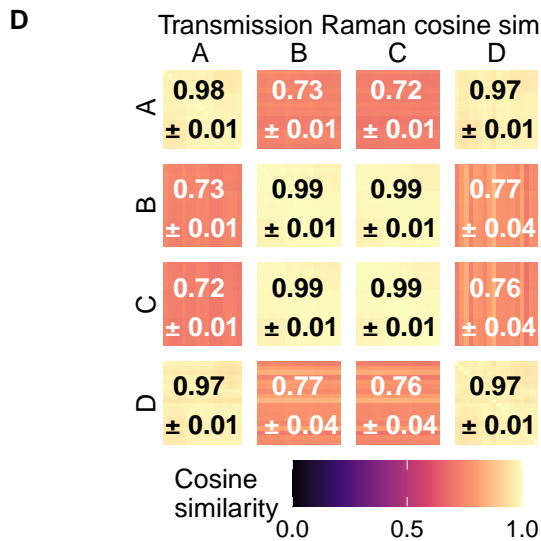 D
Transmission Raman cosine sim
A B C D
A 0.98 0.73 0.72 0.97
± 0.01 ± 0.01 ± 0.01 ± 0.01
B 0.73 0.99 0.99 0.77
± 0.01 ± 0.01 ± 0.01 ± 0.04
C 0.72 0.99 0.99 0.76
± 0.01 ± 0.01 ± 0.01 ± 0.04
D 0.97 0.77 0.76 0.97
± 0.01 ± 0.04 ± 0.04 ± 0.01
Cosine
similarity
0.0 0.5 1.0